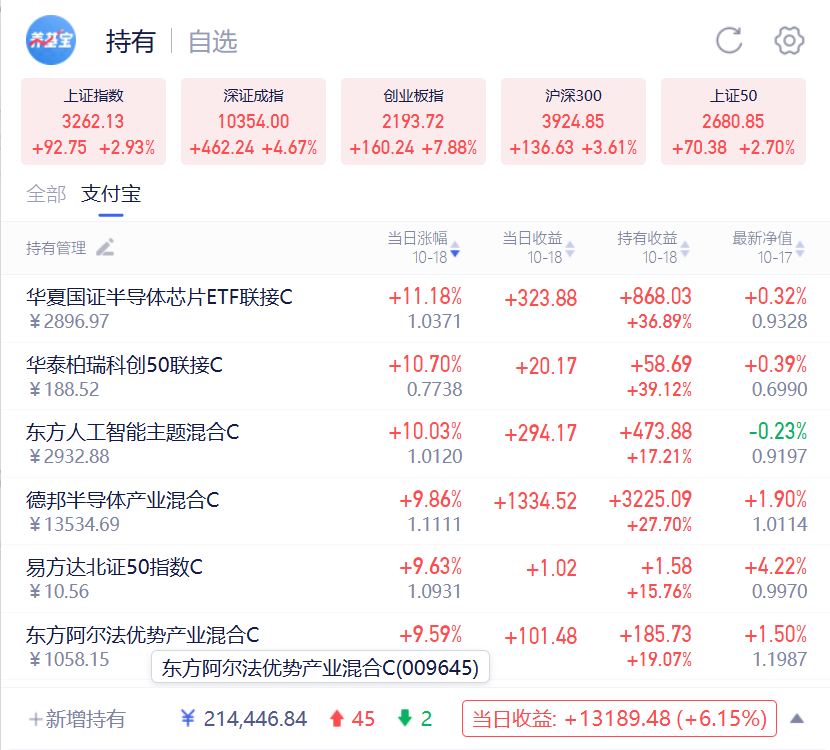 养基宝 持有 自选
上证指数 深证成指 创业板指 沪深300 上证50
3262.13 10354.00 2193.72 3924.85 2680.85
+92.75 +2.93% +462.24 +4.67% +160.24 +7.88% +136.63 +3.61% +70.38 +2.70%
全部 支付宝
持有管理 当日涨幅 当日收益 持有收益 最新净值
10-18 10-18 10-18 10-17
华夏国证半导体芯片ETF联接C +11.18% +323.88 +868.03 +0.32%
¥2896.97 1.0371 +36.89% 0.9328
华泰柏瑞科创50联接C +10.70% +20.17 +58.69 +0.39%
¥188.52 0.7738 +39.12% 0.6990
东方人工智能主题混合C +10.03% +294.17 +473.88 -0.23%
¥2932.88 1.0120 +17.21% 0.9197
德邦半导体产业混合C +9.86% +1334.52 +3225.09 +1.90%
¥13534.69 1.1111 +27.70% 1.0114
易方达北证50指数C +9.63% +1.02 +1.58 +4.22%
¥10.56 1.0931 +15.76% 0.9970
东方阿尔法优势产业混合C +9.59% +101.48 +185.73 +1.50%
¥1058.15 +19.07% 1.1987
东方阿尔法优势产业混合C(009645)
+新增持有 ¥ 214,446.84 45 2 当日收益: +13189.48 (+6.15%)